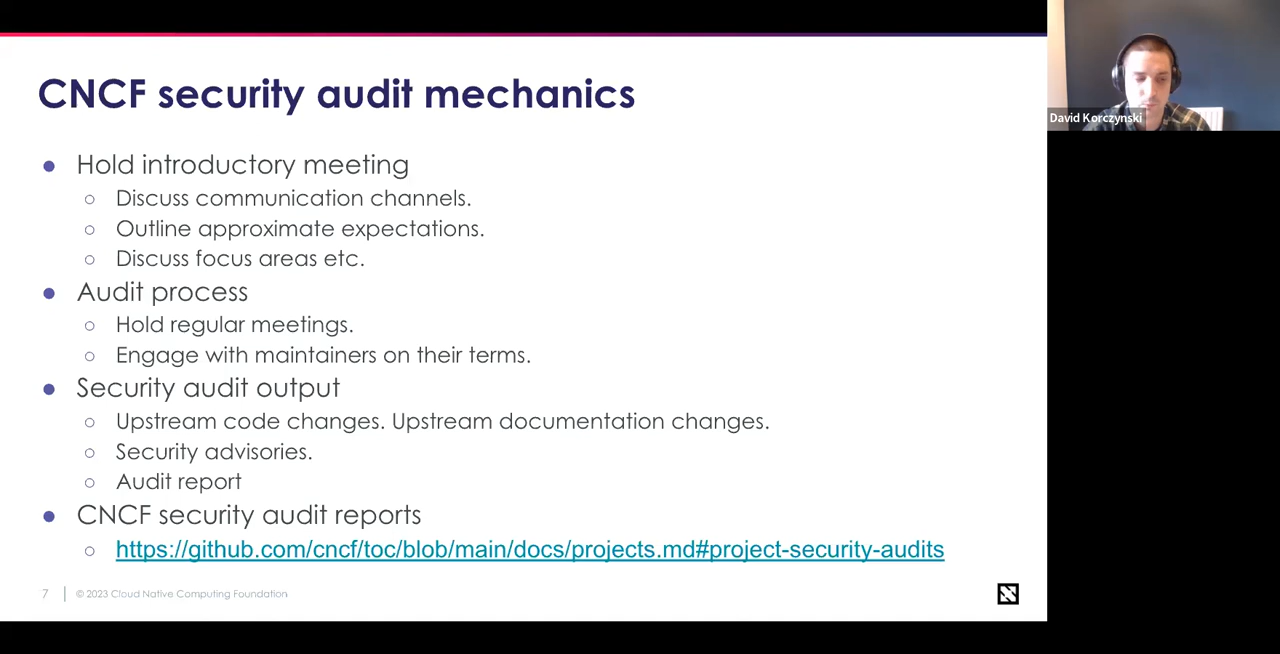 CNCF security audit mechanics
David Korczynski
● Hold introductory meeting
○ Discuss communication channels.
○ Outline approximate expectations.
○ Discuss focus areas etc.
● Audit process
○ Hold regular meetings.
○ Engage with maintainers on their terms.
● Security audit output
○ Upstream code changes. Upstream documentation changes.
○ Security advisories.
○ Audit report
● CNCF security audit reports
○ https://github.com/cncf/toc/blob/main/docs/projects.md#project-security-audits
7 | © 2023 Cloud Native Computing Foundation